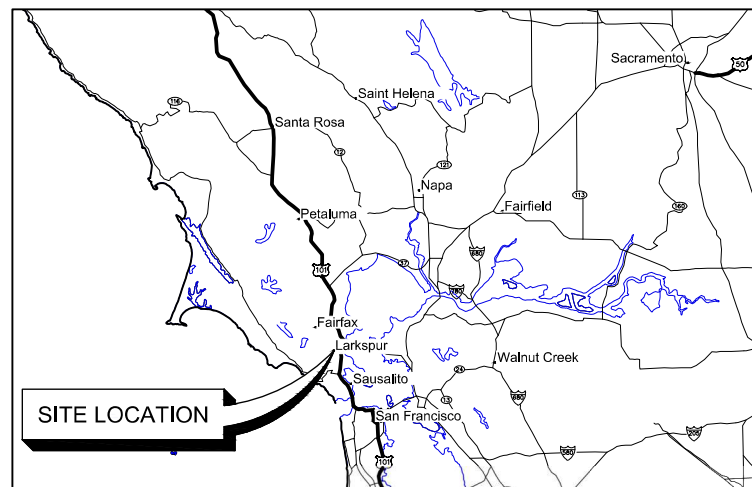 Sacramento
50
Saint Helena
116
Santa Rosa
12
121
Napa
113
Fairfield
160
Petaluma
37
680
101
780
Fairfax
Larkspur
Walnut Creek
24
Sausalito
SITE LOCATION
13
680
San Francisco
205
580
101